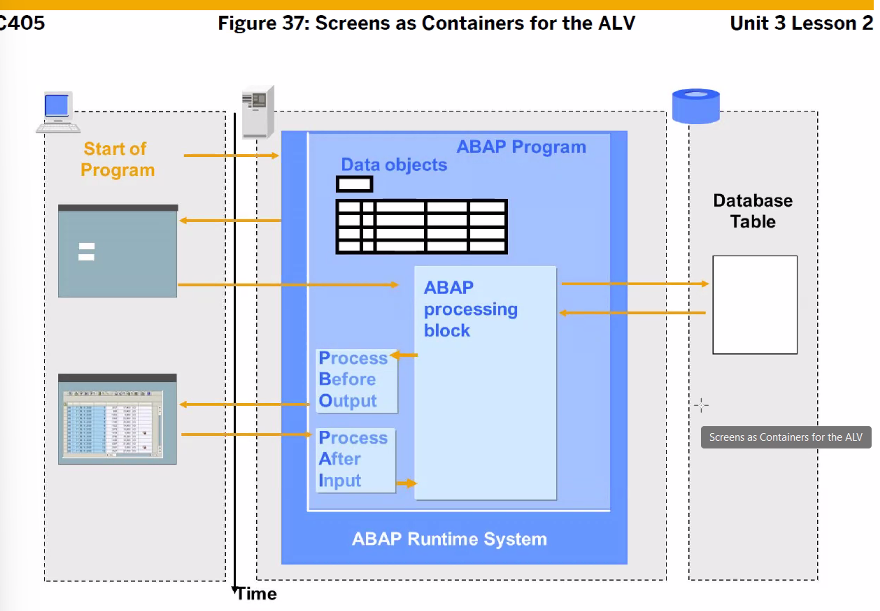 C405
Figure 37: Screens as Containers for the ALV
Unit 3 Lesson 2
Start of
Program
ABAP Program
Data objects
Database
Table
ABAP
processing
block
Process
Before
Output
Process
After
Input
Screens as Containers for the ALV
ABAP Runtime System
Time